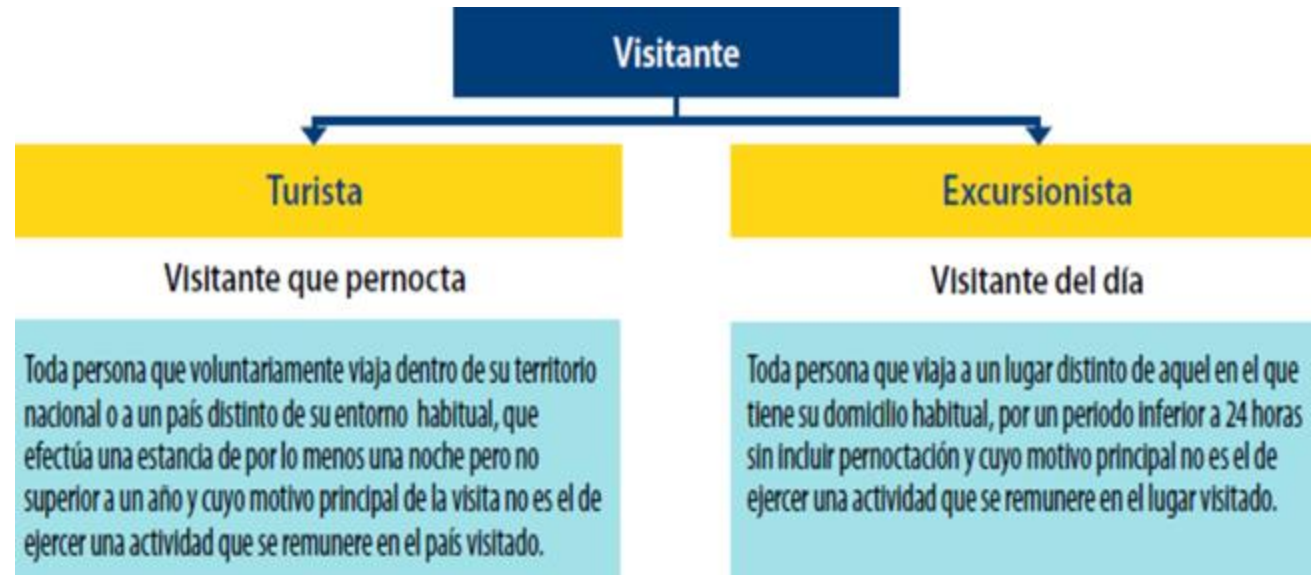 Visitante
Turista
Visitante que pernocta
Toda persona que voluntariamente viaja dentro de su territorio
nacional o a un país distinto de su entorno habitual, que
efectúa una estancia de por lo menos una noche pero no
superior a un año y cuyo motivo principal de la visita no es el de
ejercer una actividad que se remunere en el país visitado.
Excursionista
Visitante del día
Toda persona que viaja a un lugar distinto de aquel en el que
tiene su domicilio habitual, por un periodo inferior a 24 horas
sin incluir pernoctación y cuyo motivo principal no es el de
ejercer una actividad que se remunere en el lugar visitado.